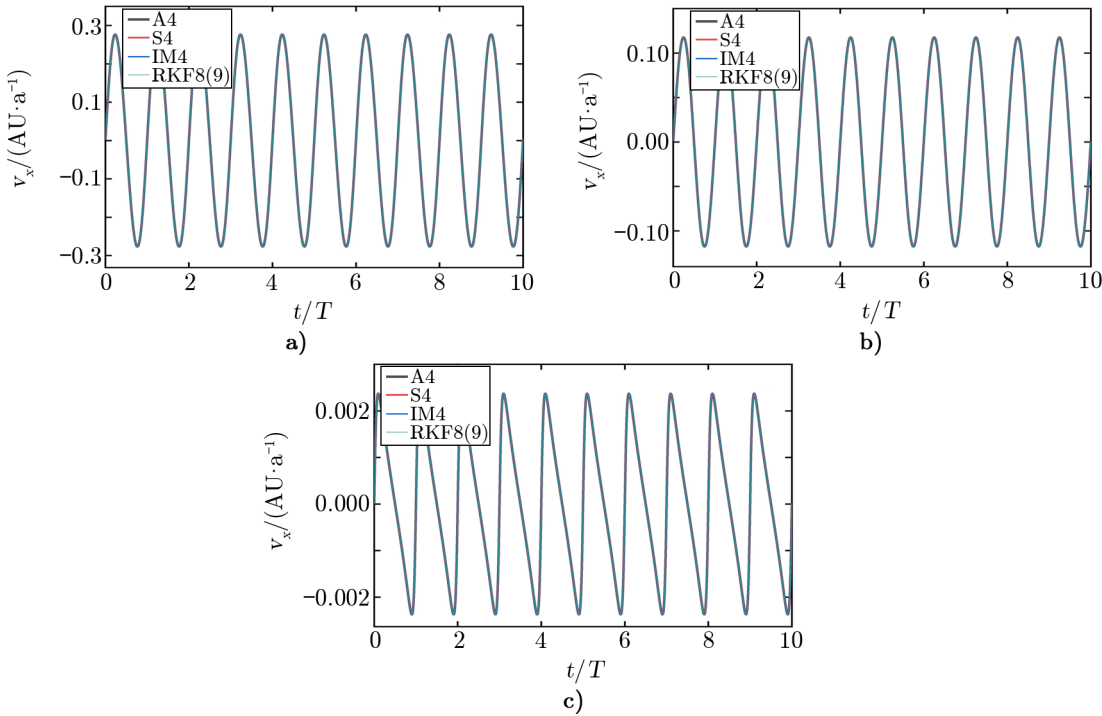 A4
S4
IM4
RKF8(9)
0.3
0.1
−0.1
−0.3
v_x/(AU·a⁻¹)
0 2 4 6 8 10
t/T
a)
A4
S4
IM4
RKF8(9)
0.10
0.00
−0.10
v_x/(AU·a⁻¹)
0 2 4 6 8 10
t/T
b)
A4
S4
IM4
RKF8(9)
0.002
0.000
−0.002
v_x/(AU·a⁻¹)
0 2 4 6 8 10
t/T
c)